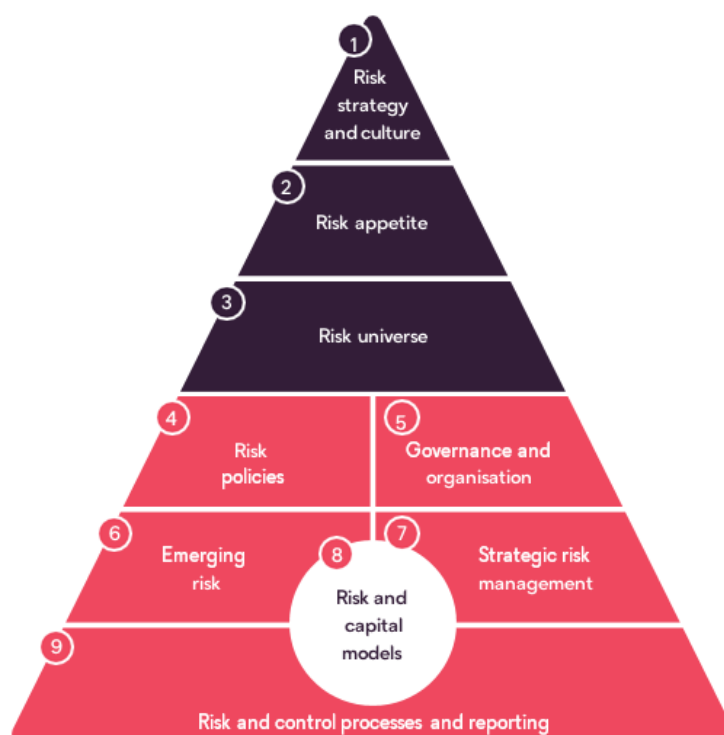 1
Risk
strategy
and culture
2
Risk appetite
3
Risk universe
4
Risk
policies
5
Governance and
organisation
6
Emerging
risk
7
Strategic risk
management
8
Risk and
capital
models
9
Risk and control processes and reporting